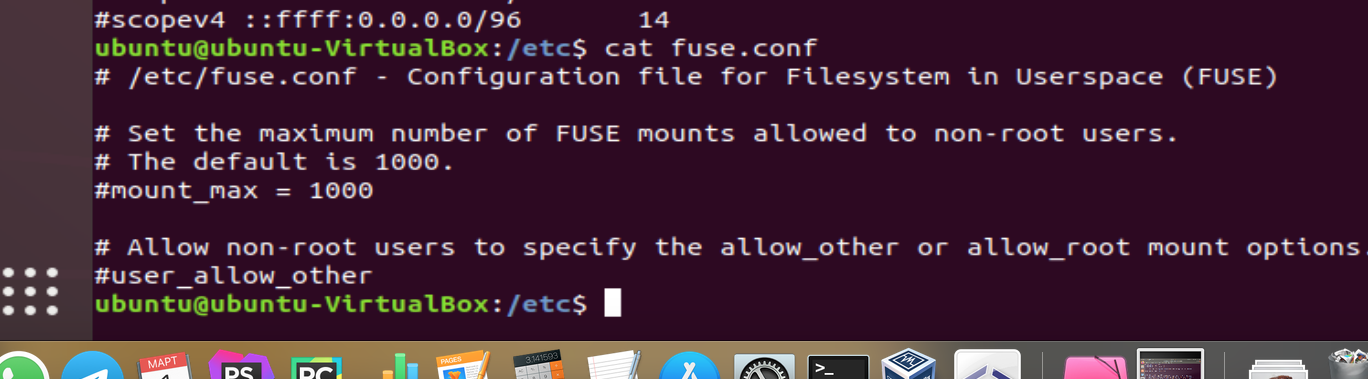 #scopev4 ::ffff:0.0.0.0/96       14
ubuntu@ubuntu-VirtualBox:/etc$ cat fuse.conf
# /etc/fuse.conf - Configuration file for Filesystem in Userspace (FUSE)
# Set the maximum number of FUSE mounts allowed to non-root users.
# The default is 1000.
#mount_max = 1000
# Allow non-root users to specify the allow_other or allow_root mount options.
#user_allow_other
ubuntu@ubuntu-VirtualBox:/etc$
МАРТ
PS
PC
PAGES
3.141593
>_